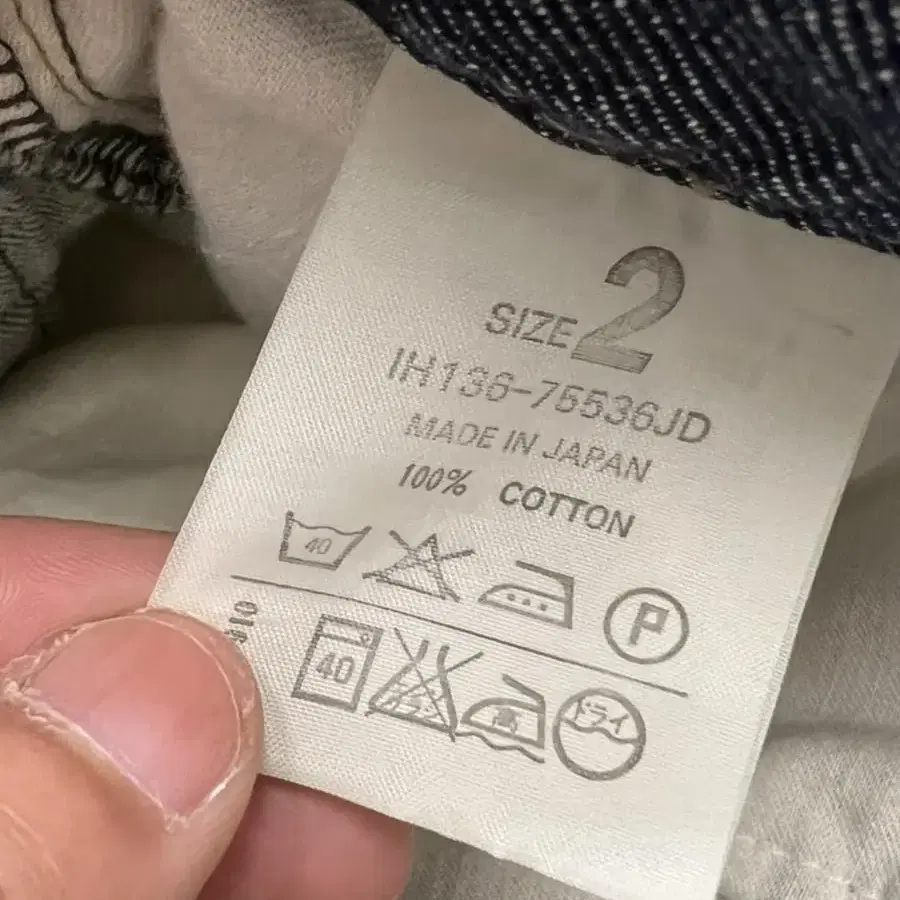 SIZE 2
IH136-75536JD
MADE IN JAPAN
100% COTTON
40
P
40
高
ドライ